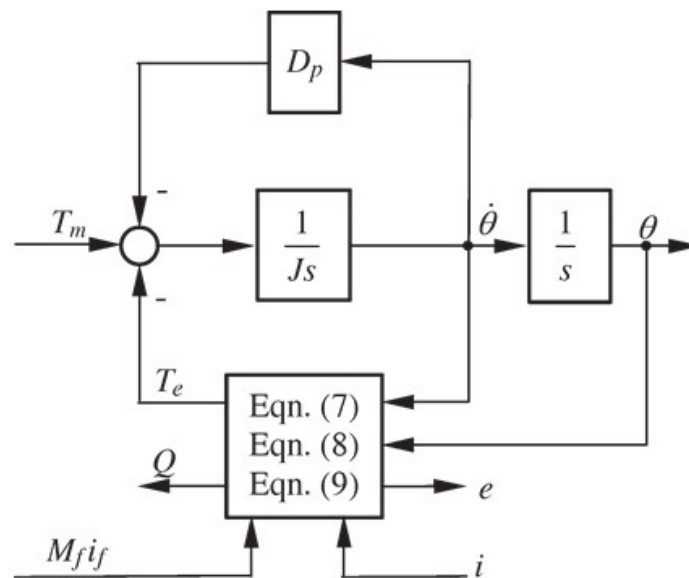 D_p
-
T_m
1
Js
θ̇
1
s
θ
-
T_e
Eqn. (7)
Eqn. (8)
Eqn. (9)
Q
e
M_f i_f
i